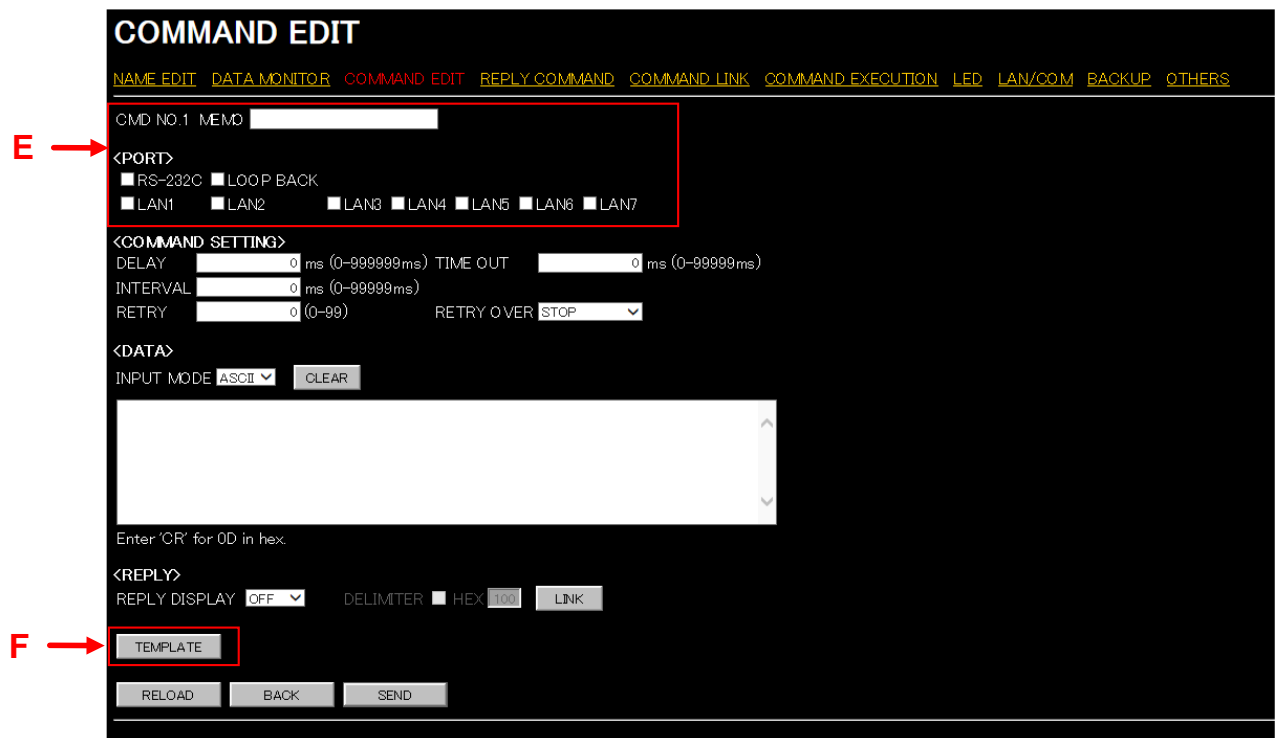 COMMAND EDIT
NAME EDIT DATA MONITOR COMMAND EDIT REPLY COMMAND COMMAND LINK COMMAND EXECUTION LED LAN/COM BACKUP OTHERS
CMD NO.1 MEMO
E
<PORT>
RS-232C LOOP BACK
LAN1 LAN2 LAN3 LAN4 LAN5 LAN6 LAN7
<COMMAND SETTING>
DELAY 0 ms (0-999999ms) TIME OUT 0 ms (0-99999ms)
INTERVAL 0 ms (0-99999ms)
RETRY 0 (0-99) RETRY OVER STOP
<DATA>
INPUT MODE ASCII CLEAR
Enter 'CR' for 0D in hex.
<REPLY>
REPLY DISPLAY OFF DELIMITER HEX 100 LINK
F TEMPLATE
RELOAD BACK SEND